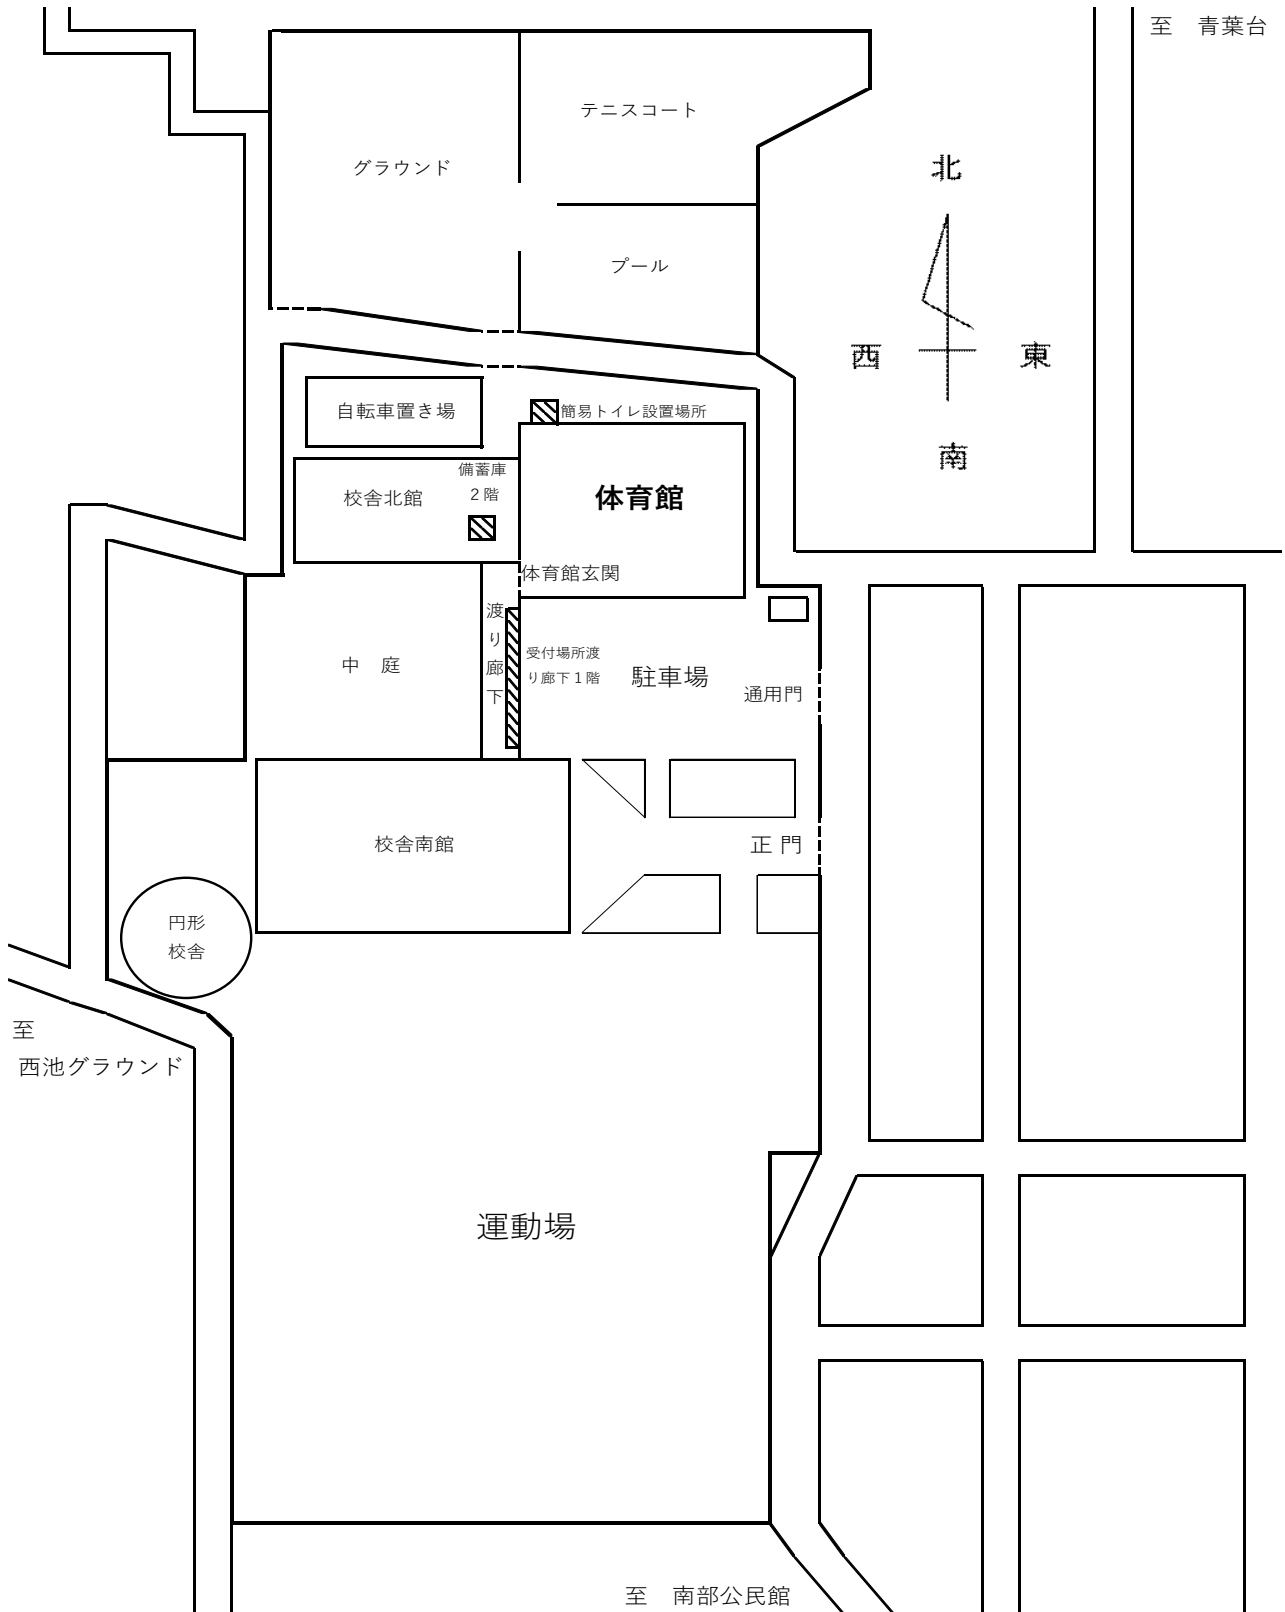 至　青葉台
テニスコート
グラウンド
北
プール
西
東
自転車置き場
簡易トイレ設置場所
南
備蓄庫
２階
校舎北館
体育館
体育館玄関
渡り廊下
受付場所渡
り廊下１階
中　庭
駐車場
通用門
校舎南館
正 門
円形
校舎
至
西池グラウンド
運動場
至　南部公民館